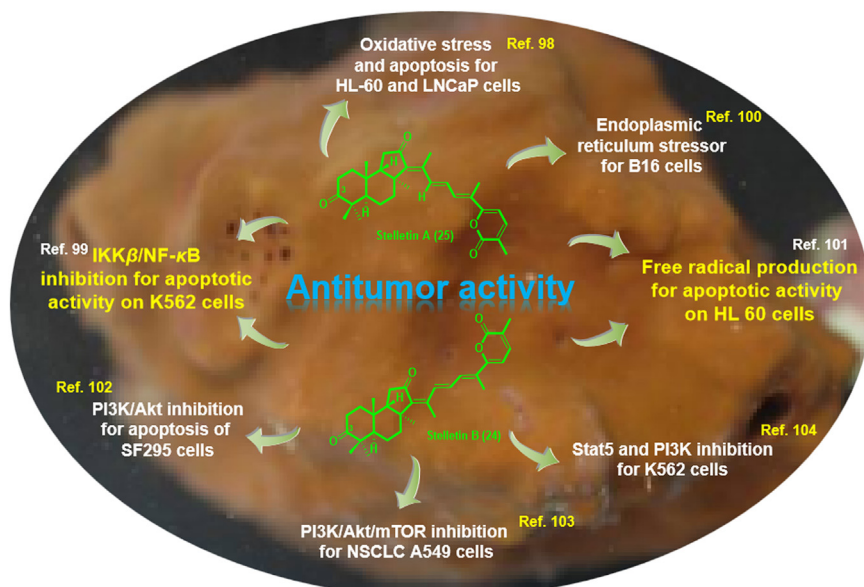 Oxidative stress
and apoptosis for
HL-60 and LNCaP cells
Ref. 98
Ref. 100
Endoplasmic
reticulum stressor
for B16 cells
O
H
O
3
H
H
O
O
Stelletin A (25)
Ref. 99
IKKβ/NF-κB
inhibition for apoptotic
activity on K562 cells
Ref. 101
Free radical production
for apoptotic activity
on HL 60 cells
Antitumor activity
O
O
O
H
O
3
H
Stelletin B (24)
Ref. 102
PI3K/Akt inhibition
for apoptosis of
SF295 cells
Ref. 104
Stat5 and PI3K inhibition
for K562 cells
PI3K/Akt/mTOR inhibition
for NSCLC A549 cells
Ref. 103